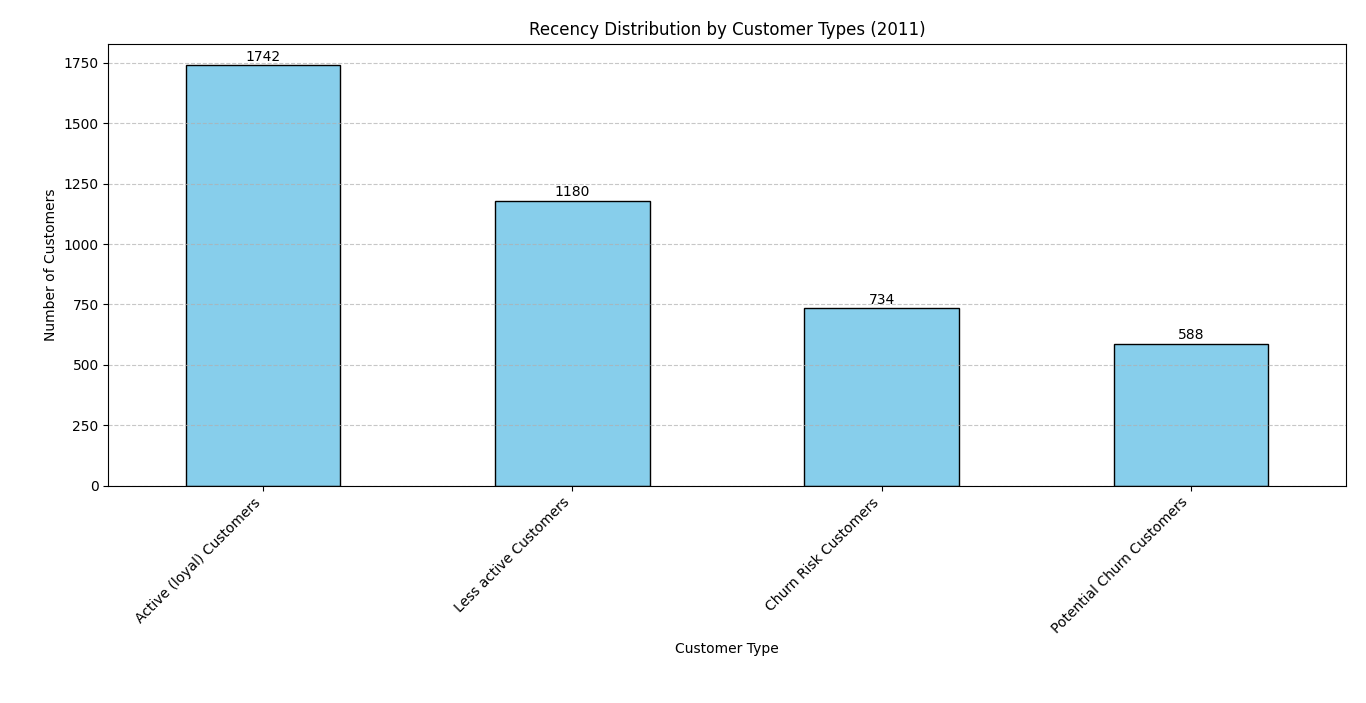 Recency Distribution by Customer Types (2011)
1742
1180
734
588
1750
1500
1250
1000
750
500
250
0
Number of Customers
Active (loyal) Customers
Less active Customers
Churn Risk Customers
Potential Churn Customers
Customer Type